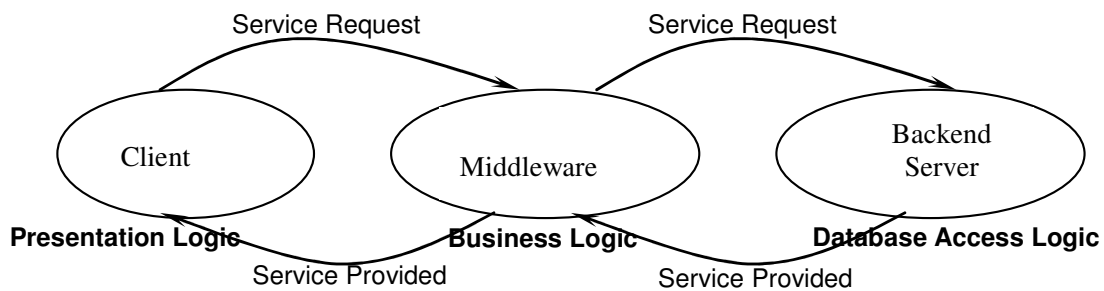 Service Request
Service Request
Client
Middleware
Backend
Server
Presentation Logic
Business Logic
Database Access Logic
Service Provided
Service Provided